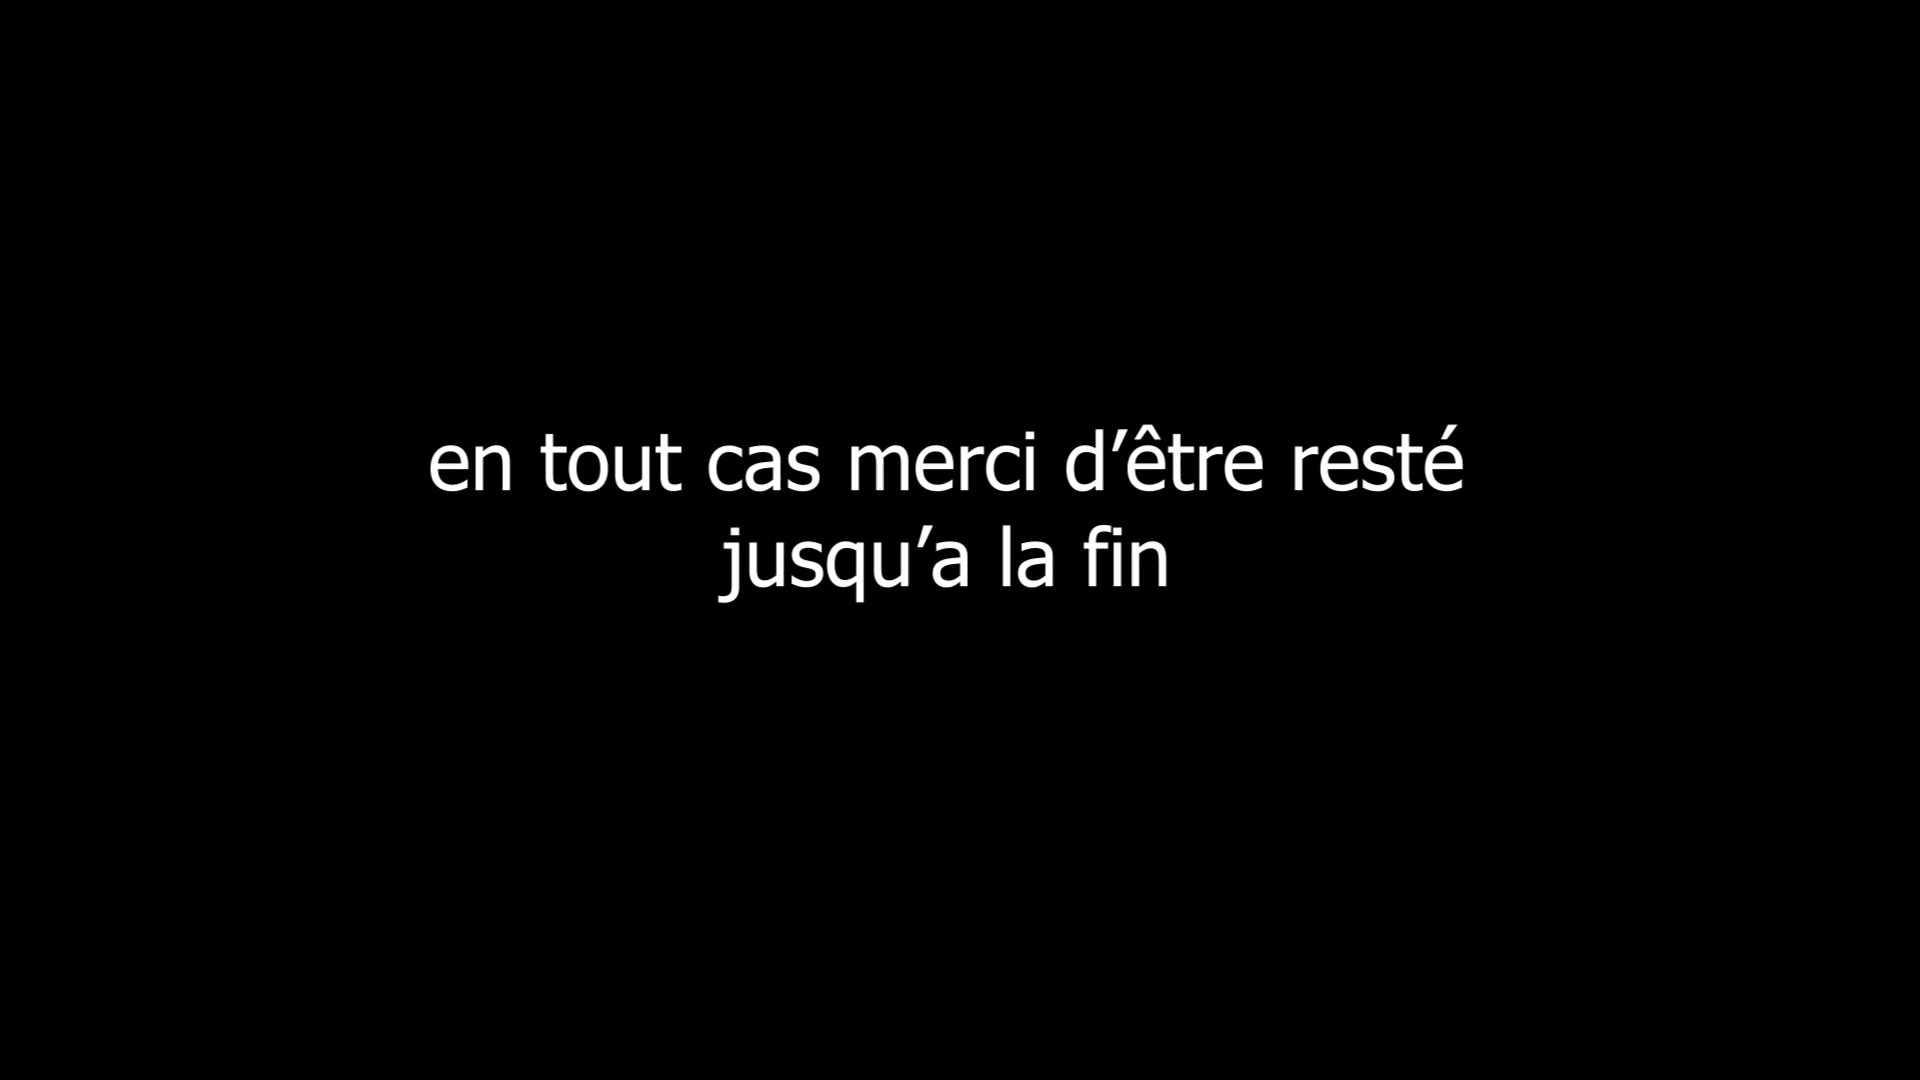 en tout cas merci d’être resté
jusqu’a la fin